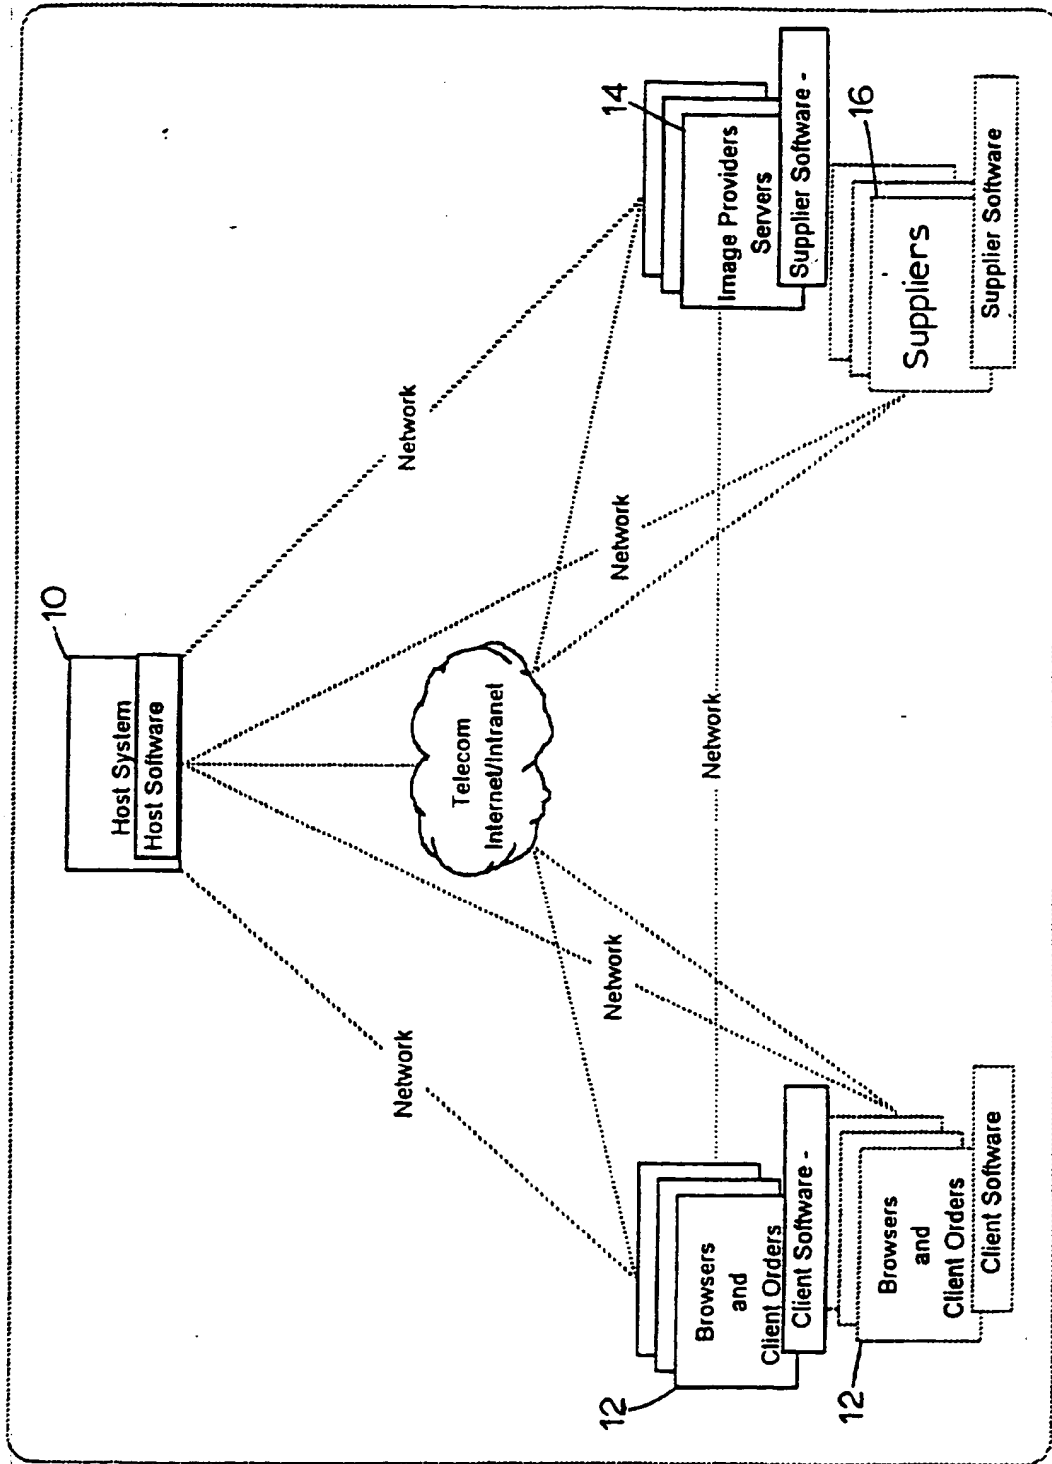 10
Host System
Host Software
Network
Network
Telecom
Internet/Intranet
Network
Network
Network
12
Browsers
and
Client Orders
Client Software -
12
Browsers
and
Client Orders
Client Software
14
Image Providers
Servers
Supplier Software -
16
Suppliers
Supplier Software